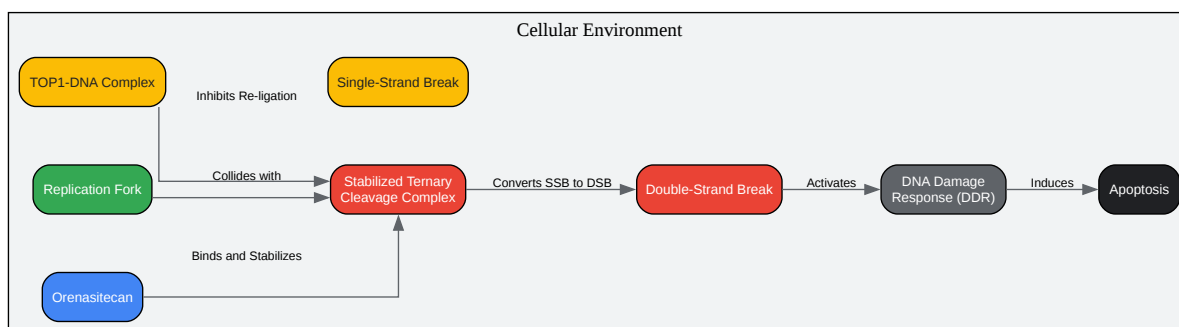 Cellular Environment
TOP1-DNA Complex
Single-Strand Break
Inhibits Re-ligation
Replication Fork
Collides with
Stabilized Ternary
Cleavage Complex
Converts SSB to DSB
Double-Strand Break
Activates
DNA Damage
Response (DDR)
Induces
Apoptosis
Binds and Stabilizes
Orenasitecan